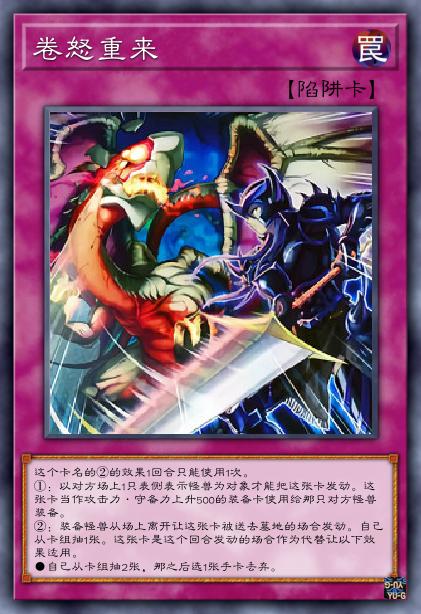 卷怒重来
罠
【陷阱卡】
这个卡名的②的效果1回合只能使用1次。
①：以对方场上1只表侧表示怪兽为对象才能把这张卡发动。这
张卡当作攻击力·守备力上升500的装备卡使用给那只对方怪兽
装备。
②：装备怪兽从场上离开让这张卡被送去墓地的场合发动。自己
从卡组抽1张。这张卡是这个回合发动的场合作为代替让以下效
果适用。
●自己从卡组抽2张，那之后选1张手卡丢弃。
YU-G